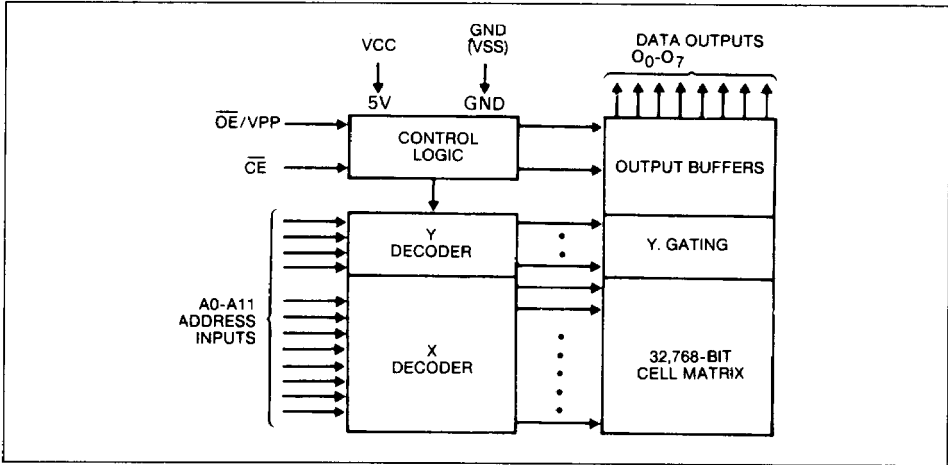 VCC
GND
(VSS)
DATA OUTPUTS
O0-O7
5V
GND
OE/VPP
CE
CONTROL
LOGIC
OUTPUT BUFFERS
Y
DECODER
Y. GATING
A0-A11
ADDRESS
INPUTS
X
DECODER
32,768-BIT
CELL MATRIX